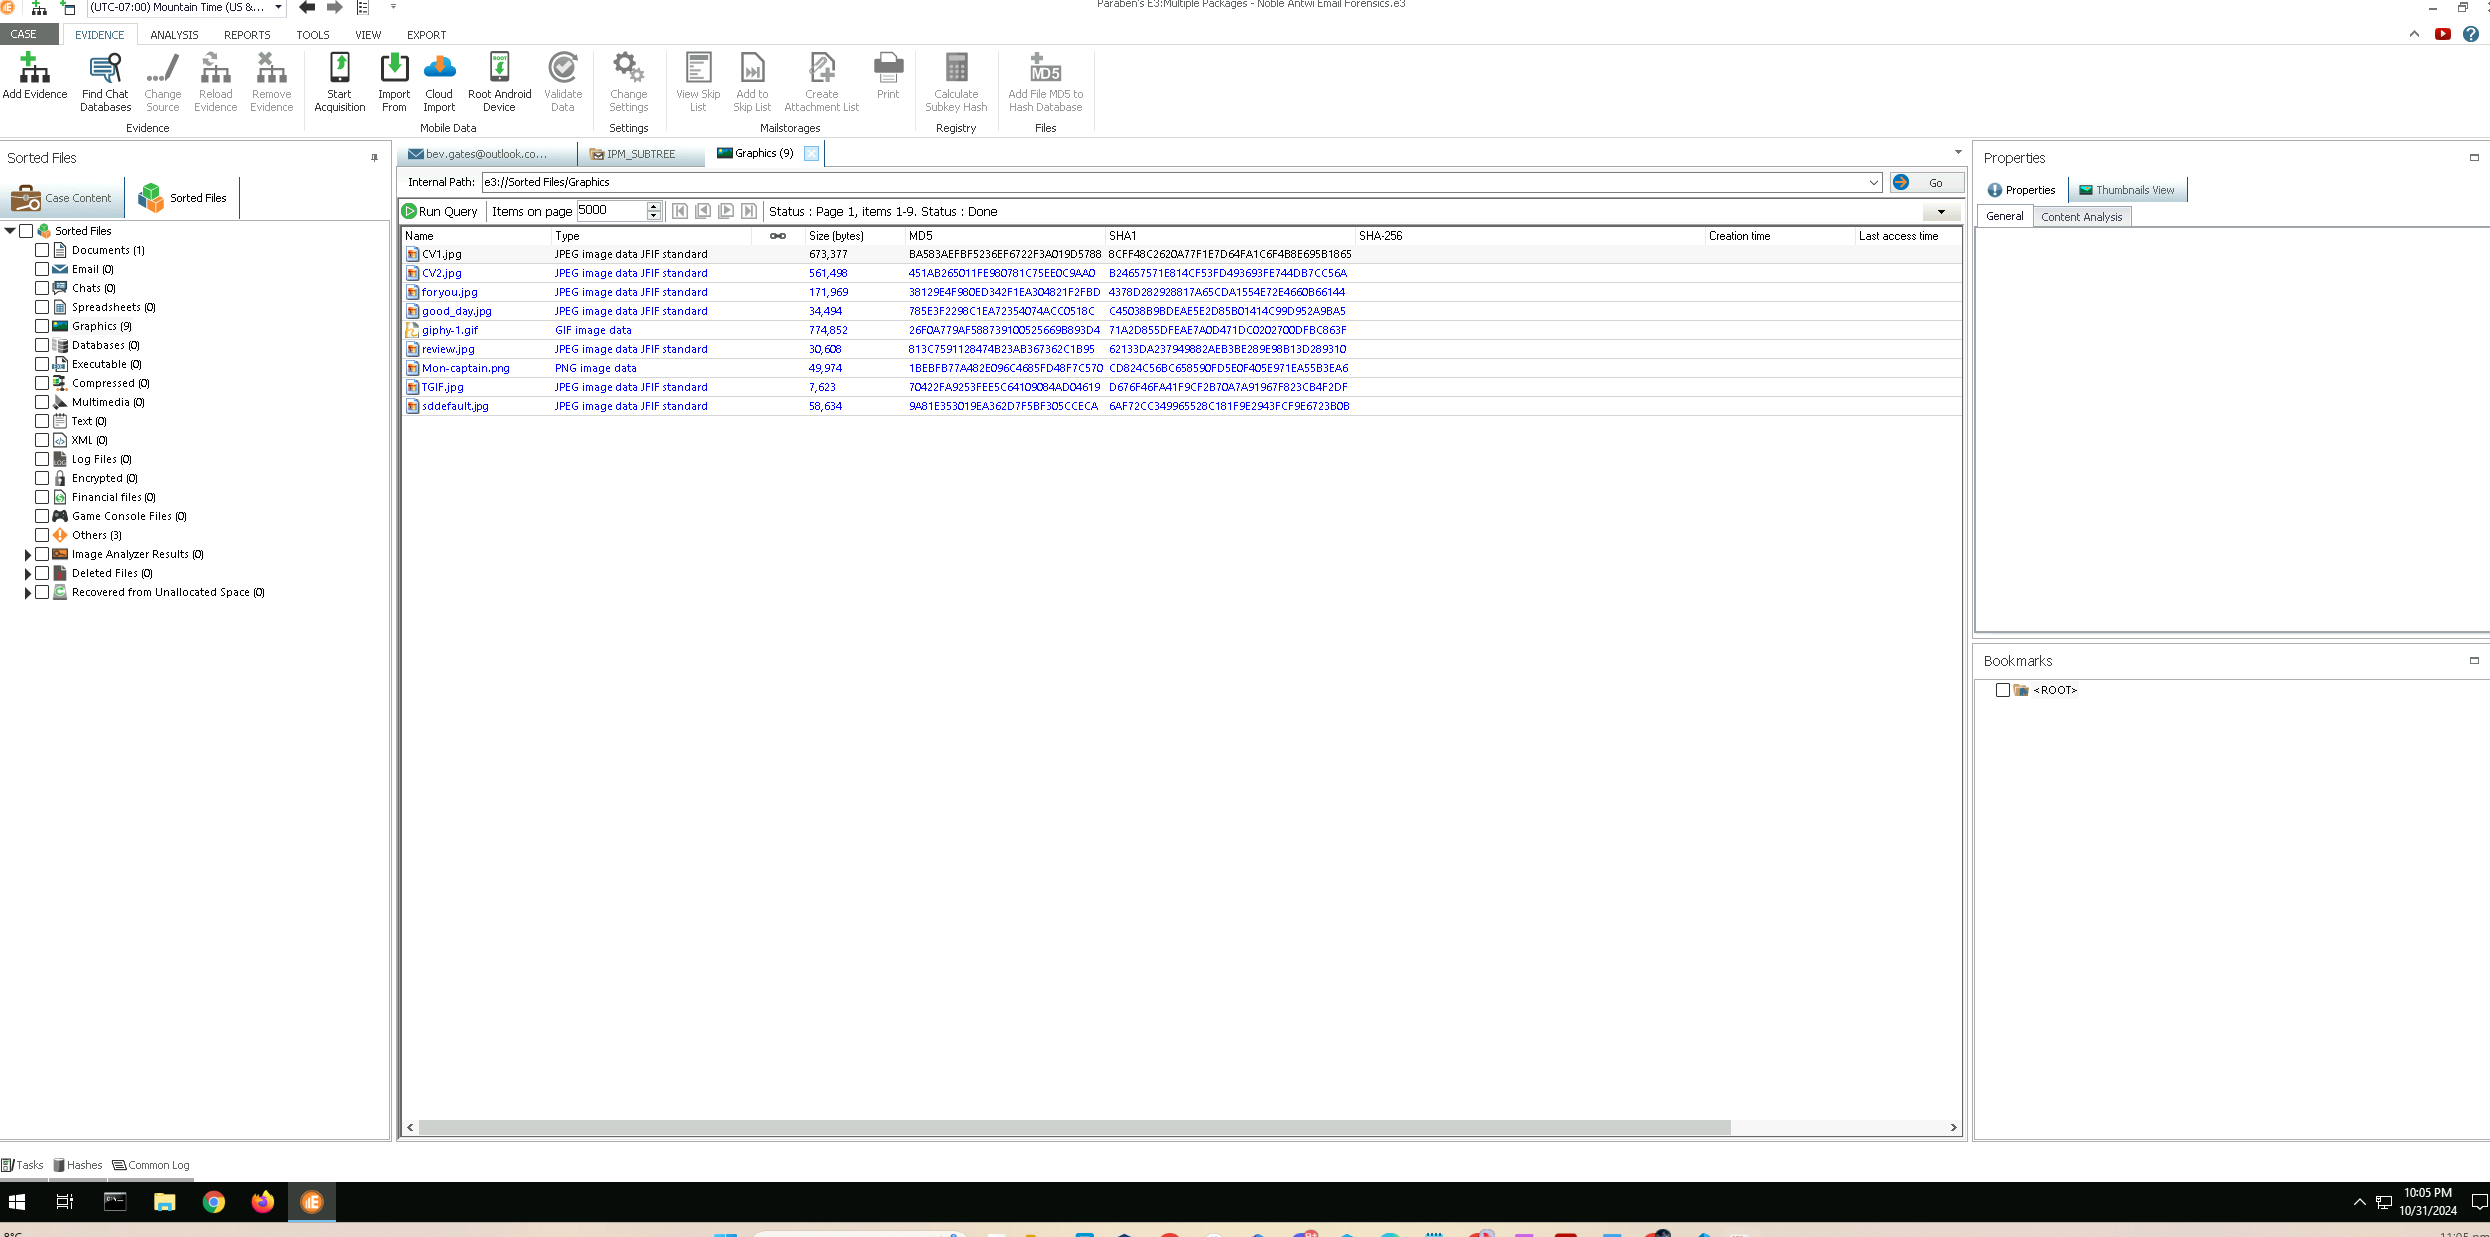 (UTC-07:00) Mountain Time (US &...
Paraben's E3:Multiple Packages - Noble Antwi Email Forensics.e3
CASE EVIDENCE ANALYSIS REPORTS TOOLS VIEW EXPORT
Add Evidence Find Chat Databases Change Source Reload Evidence Remove Evidence Start Acquisition Import From Cloud Import Root Android Device Validate Data Change Settings View Skip List Add to Skip List Create Attachment List Print Calculate Subkey Hash Add File MD5 to Hash Database
Evidence Mobile Data Settings Mailstorages Registry Files
Sorted Files
Case Content Sorted Files
Sorted Files
Documents (1)
Email (0)
Chats (0)
Spreadsheets (0)
Graphics (9)
Databases (0)
Executable (0)
Compressed (0)
Multimedia (0)
Text (0)
XML (0)
Log Files (0)
Encrypted (0)
Financial files (0)
Game Console Files (0)
Others (3)
Image Analyzer Results (0)
Deleted Files (0)
Recovered from Unallocated Space (0)
bev.gates@outlook.co... IPM_SUBTREE Graphics (9)
Internal Path: e3://Sorted Files/Graphics Go
Run Query Items on page 5000 Status : Page 1, items 1-9. Status : Done
Name Type Size (bytes) MD5 SHA1 SHA-256 Creation time Last access time
CV1.jpg JPEG image data JFIF standard 673,377 BA583AEFBF5236EF6722F3A019D5788 8CFF48C2620A77F1E7D64FA1C6F4B8E695B1865
CV2.jpg JPEG image data JFIF standard 561,498 451AB265011FE980781C75EE0C9AA0 B24657571E814CF53FD493693FE744DB7CC56A
foryou.jpg JPEG image data JFIF standard 171,969 38129E4F980ED342F1EA304821F2FBD 4378D282928817A65CDA1554E72E4660B66144
good_day.jpg JPEG image data JFIF standard 34,494 785E3F2298C1EA72354074ACC0518C C45038B9BDEAE5E2D85B01414C99D952A9BA5
giphy-1.gif GIF image data 774,852 26F0A779AF588739100525669B893D4 71A2D855DFEAE7A0D471DC0202700DFBC863F
review.jpg JPEG image data JFIF standard 30,608 813C7591128474B23AB367362C1B95 62133DA237949882AEB3BE289E98B13D289310
Mon-captain.png PNG image data 49,974 1BEBFB77A482E096C4685FD48F7C570 CD824C56BC658590FD5E0F405E971EA55B3EA6
TGIF.jpg JPEG image data JFIF standard 7,623 70422FA9253FEE5C64109084AD04619 D676F46FA41F9CF2B70A7A91967F823CB4F2DF
sddefault.jpg JPEG image data JFIF standard 58,634 9A81E353019EA362D7F5BF305CCECA 6AF72CC349965528C181F9E2943FCF9E6723B0B
Properties
Properties Thumbnails View
General Content Analysis
Bookmarks
<ROOT>
Tasks Hashes Common Log
10:05 PM
10/31/2024